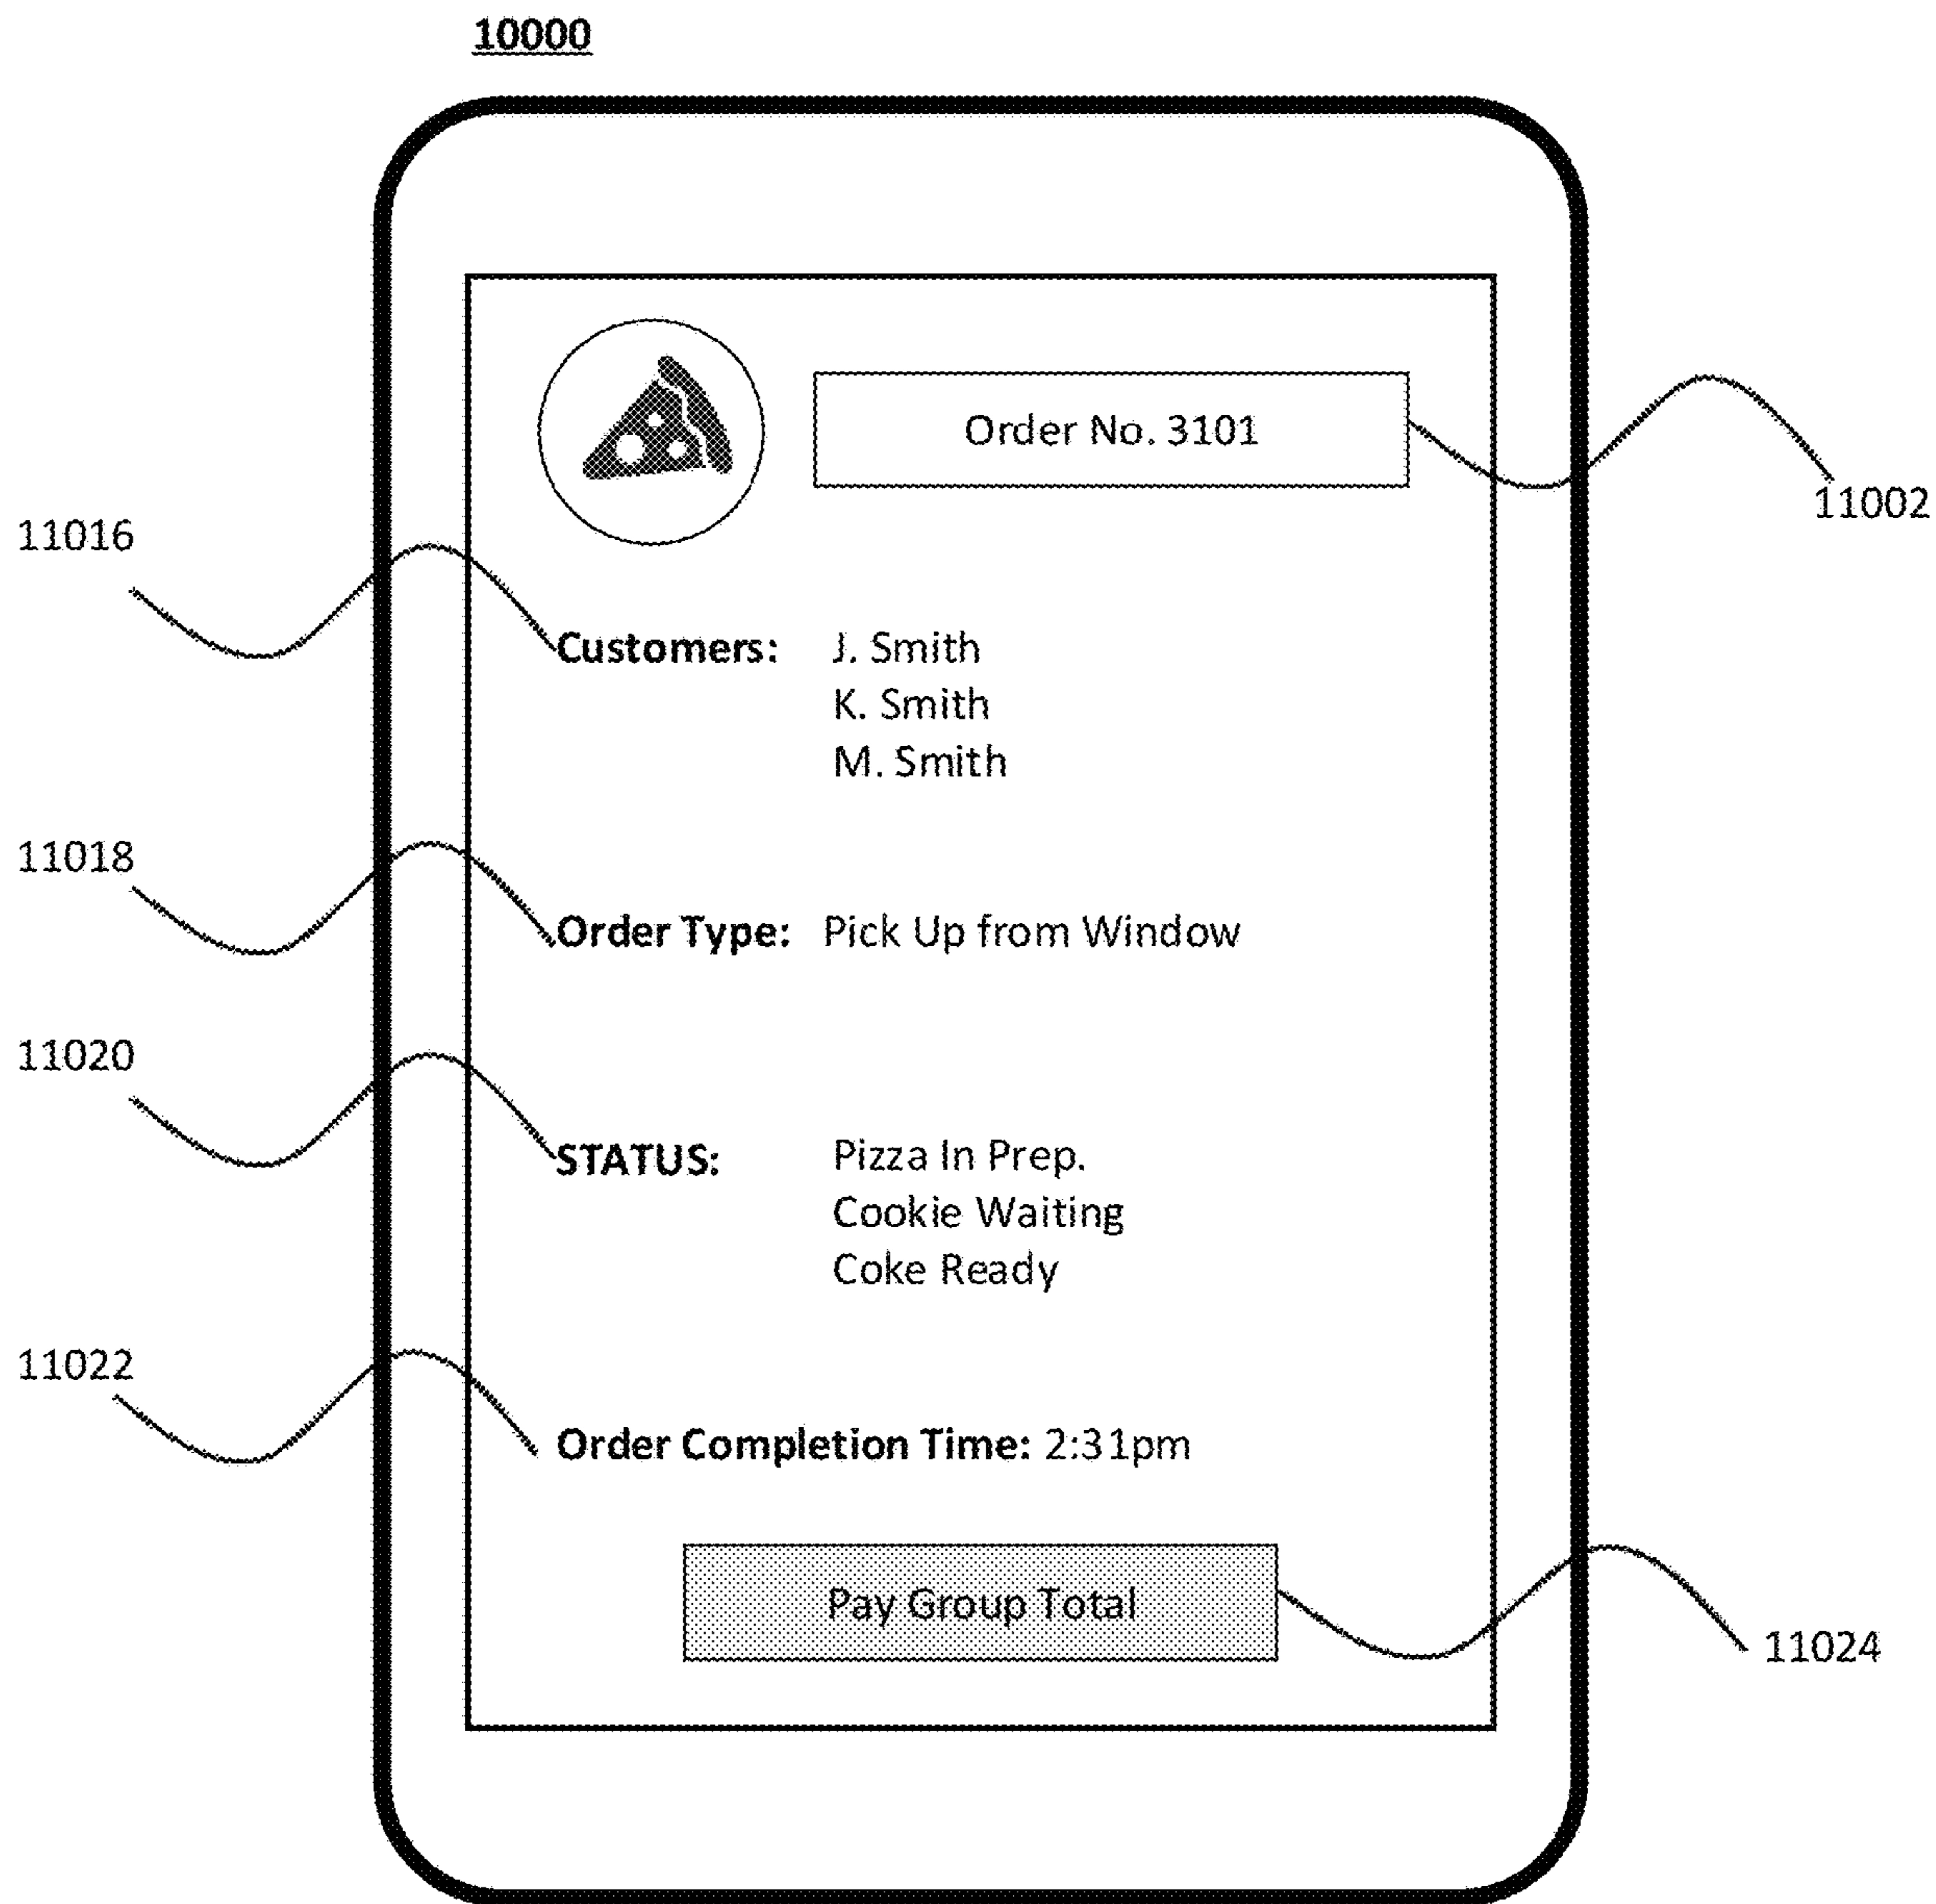 10000
Order No. 3101
11002
11016
Customers: J. Smith
K. Smith
M. Smith
11018
Order Type: Pick Up from Window
11020
STATUS: Pizza In Prep.
Cookie Waiting
Coke Ready
11022
Order Completion Time: 2:31pm
Pay Group Total
11024